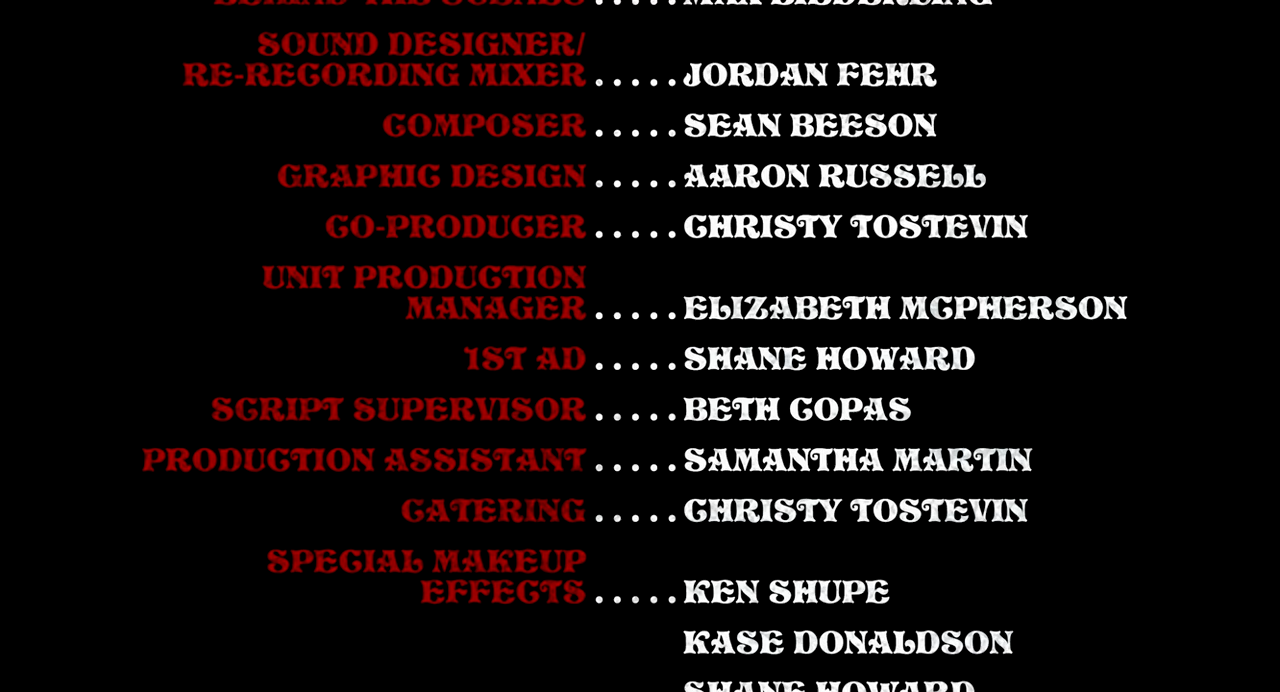 SOUND DESIGNER/
RE-RECORDING MIXER.....JORDAN FEHR
COMPOSER.....SEAN BEESON
GRAPHIC DESIGN.....AARON RUSSELL
CO-PRODUCER.....CHRISTY TOSTEVIN
UNIT PRODUCTION
MANAGER.....ELIZABETH MCPHERSON
1ST AD.....SHANE HOWARD
SCRIPT SUPERVISOR.....BETH COPAS
PRODUCTION ASSISTANT.....SAMANTHA MARTIN
CATERING.....CHRISTY TOSTEVIN
SPECIAL MAKEUP
EFFECTS.....KEN SHUPE
KASE DONALDSON
SHANE HOWARD